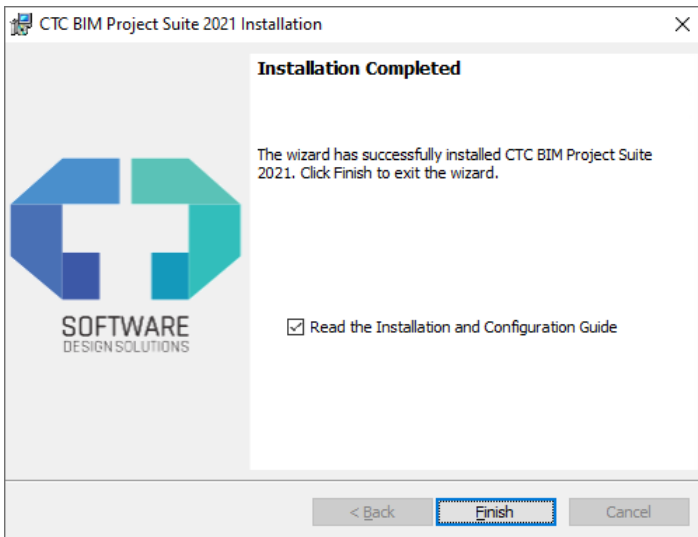 CTC BIM Project Suite 2021 Installation
Installation Completed
The wizard has successfully installed CTC BIM Project Suite
2021. Click Finish to exit the wizard.
SOFTWARE
DESIGN SOLUTIONS
Read the Installation and Configuration Guide
< Back
Finish
Cancel